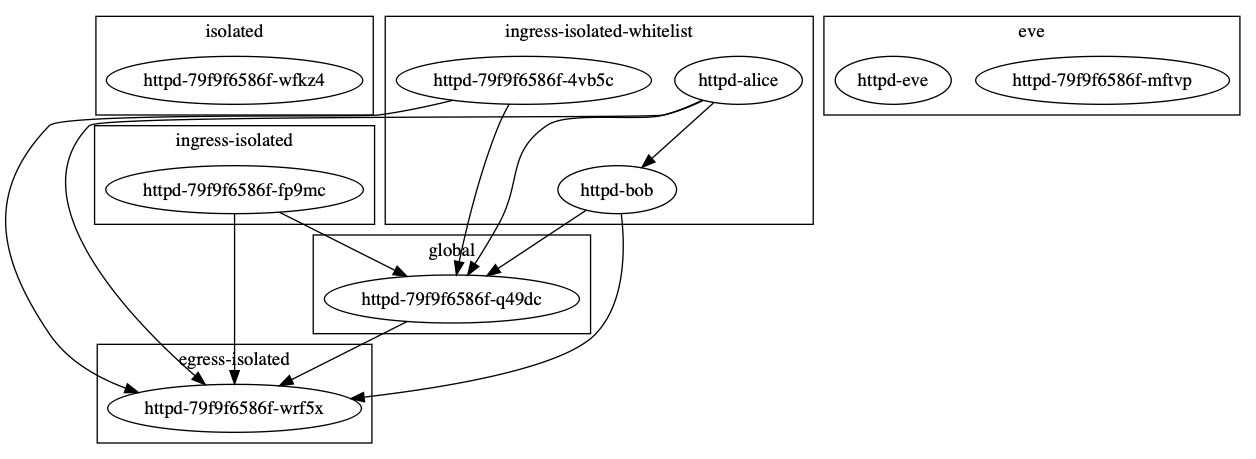 isolated
httpd-79f9f6586f-wfkz4
ingress-isolated-whitelist
httpd-79f9f6586f-4vb5c
httpd-alice
httpd-bob
eve
httpd-eve
httpd-79f9f6586f-mftvp
ingress-isolated
httpd-79f9f6586f-fp9mc
global
httpd-79f9f6586f-q49dc
egress-isolated
httpd-79f9f6586f-wrf5x